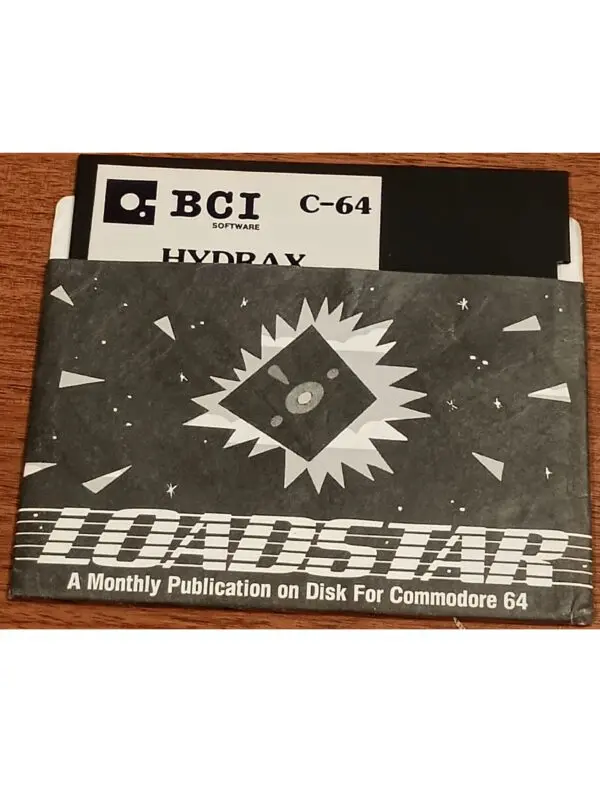 BCI C-64
SOFTWARE
HYDRAX
LOADSTAR
A Monthly Publication on Disk For Commodore 64